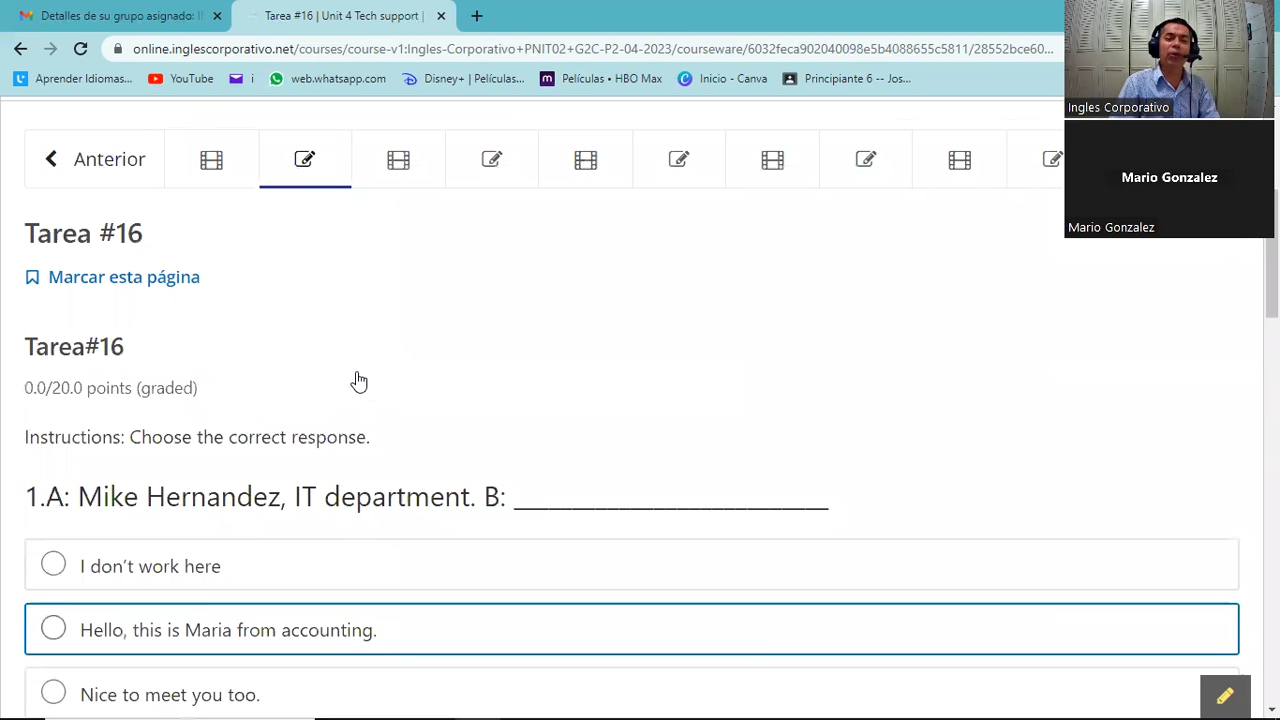 Detalles de su grupo asignado: I
Tarea #16 | Unit 4 Tech support |
online.inglescorporativo.net/courses/course-v1:Ingles-Corporativo+PNIT02+G2C-P2-04-2023/courseware/6032feca902040098e5b4088655c5811/28552bce60...
Aprender Idiomas...
YouTube
i
web.whatsapp.com
Disney+ | Películas...
Películas • HBO Max
Inicio - Canva
Principiante 6 -- Jos...
Ingles Corporativo
Mario Gonzalez
Mario Gonzalez
Anterior
Tarea #16
Marcar esta página
Tarea#16
0.0/20.0 points (graded)
Instructions: Choose the correct response.
1.A: Mike Hernandez, IT department. B: __________________________
I don’t work here
Hello, this is Maria from accounting.
Nice to meet you too.